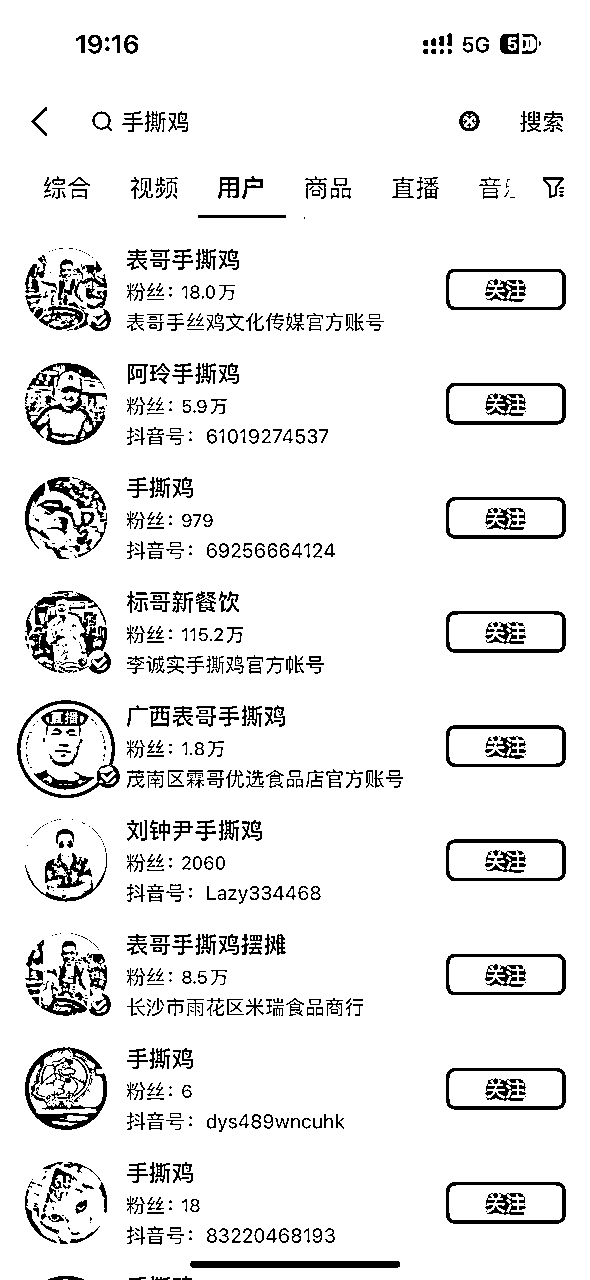 19:16
5G
手撕鸡
搜索
综合 视频 用户 商品 直播
表哥手撕鸡
粉丝：18.0万
关注
表哥手丝鸡文化传媒官方账号
阿玲手撕鸡
粉丝：5.9万
关注
抖音号：61019274537
手撕鸡
粉丝：979
关注
抖音号：69256664124
标哥新餐饮
粉丝：115.2万
关注
李诚实手撕鸡官方帐号
直播
广西表哥手撕鸡
粉丝：1.8万
关注
茂南区霖哥优选食品店官方账号
刘钟尹手撕鸡
粉丝：2060
关注
抖音号：Lazy334468
表哥手撕鸡摆摊
粉丝：8.5万
关注
长沙市雨花区米瑞食品商行
手撕鸡
粉丝：6
关注
抖音号：dys489wncuhk
手撕鸡
粉丝：18
关注
抖音号：83220468193